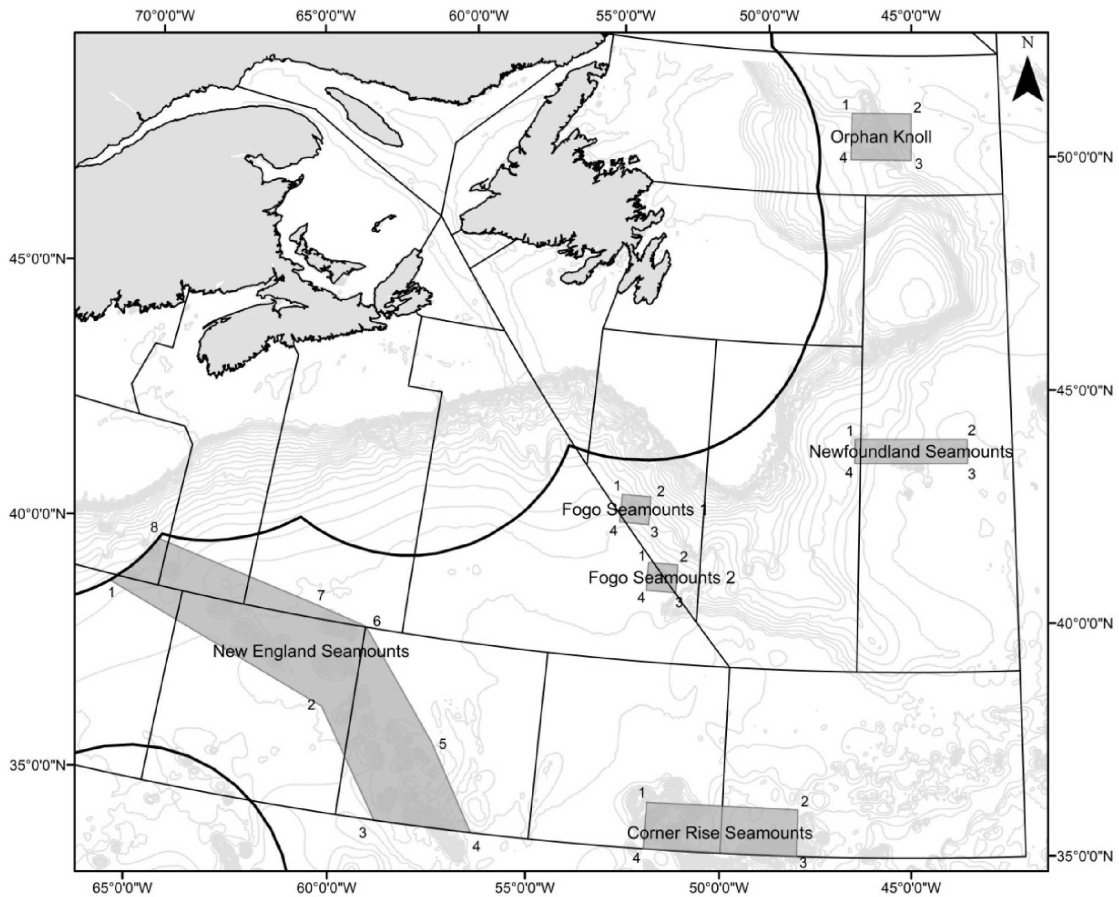 70°0'0"W 65°0'0"W 60°0'0"W 55°0'0"W 50°0'0"W 45°0'0"W
N
1 2
Orphan Knoll
4 3
50°0'0"N
45°0'0"N
45°0'0"N
1 2
Newfoundland Seamounts
4 3
1 2
Fogo Seamounts 1
4 3
40°0'0"N
8
1 2
Fogo Seamounts 2
4 3
1
7
6
40°0'0"N
New England Seamounts
2
5
35°0'0"N
1 2
3
Corner Rise Seamounts
4
4 3
35°0'0"N
65°0'0"W 60°0'0"W 55°0'0"W 50°0'0"W 45°0'0"W